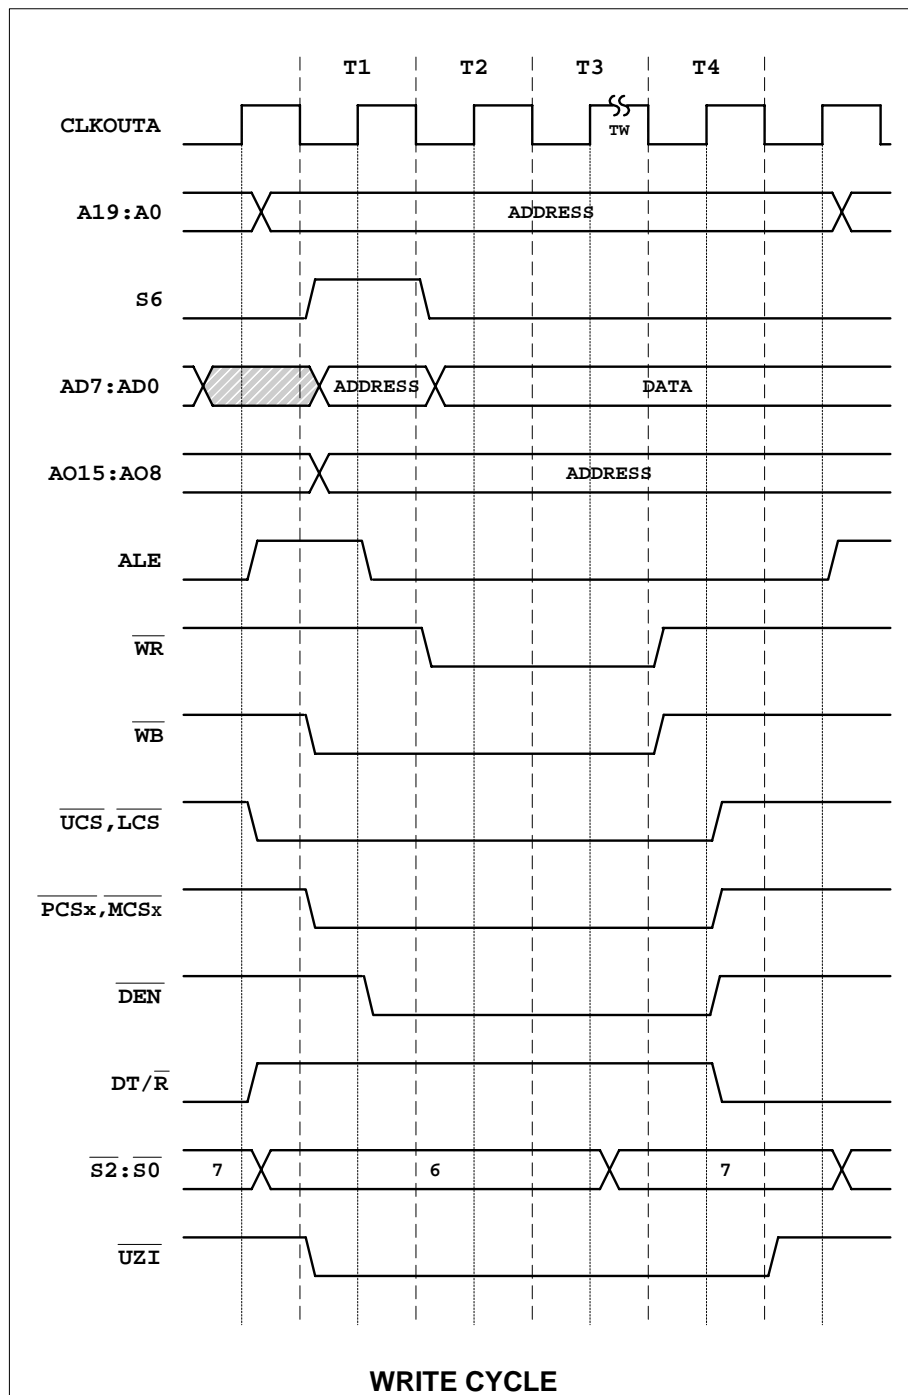 T1 T2 T3 T4
CLKOUTA TW
A19:A0 ADDRESS
S6
AD7:AD0 ADDRESS DATA
AO15:AO8 ADDRESS
ALE
WR
WB
UCS,LCS
PCSx,MCSx
DEN
DT/R
S2:S0 7 6 7
UZI
WRITE CYCLE